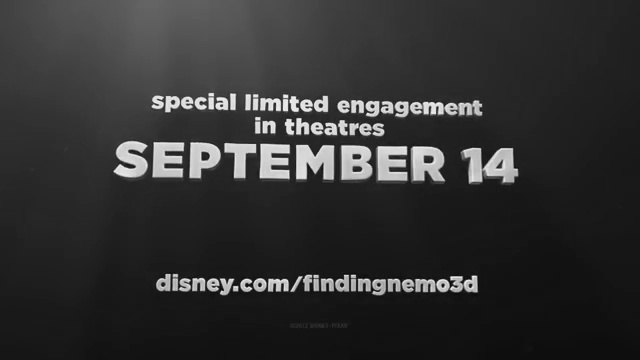 special limited engagement
in theatres
SEPTEMBER 14
disney.com/findingnemo3d